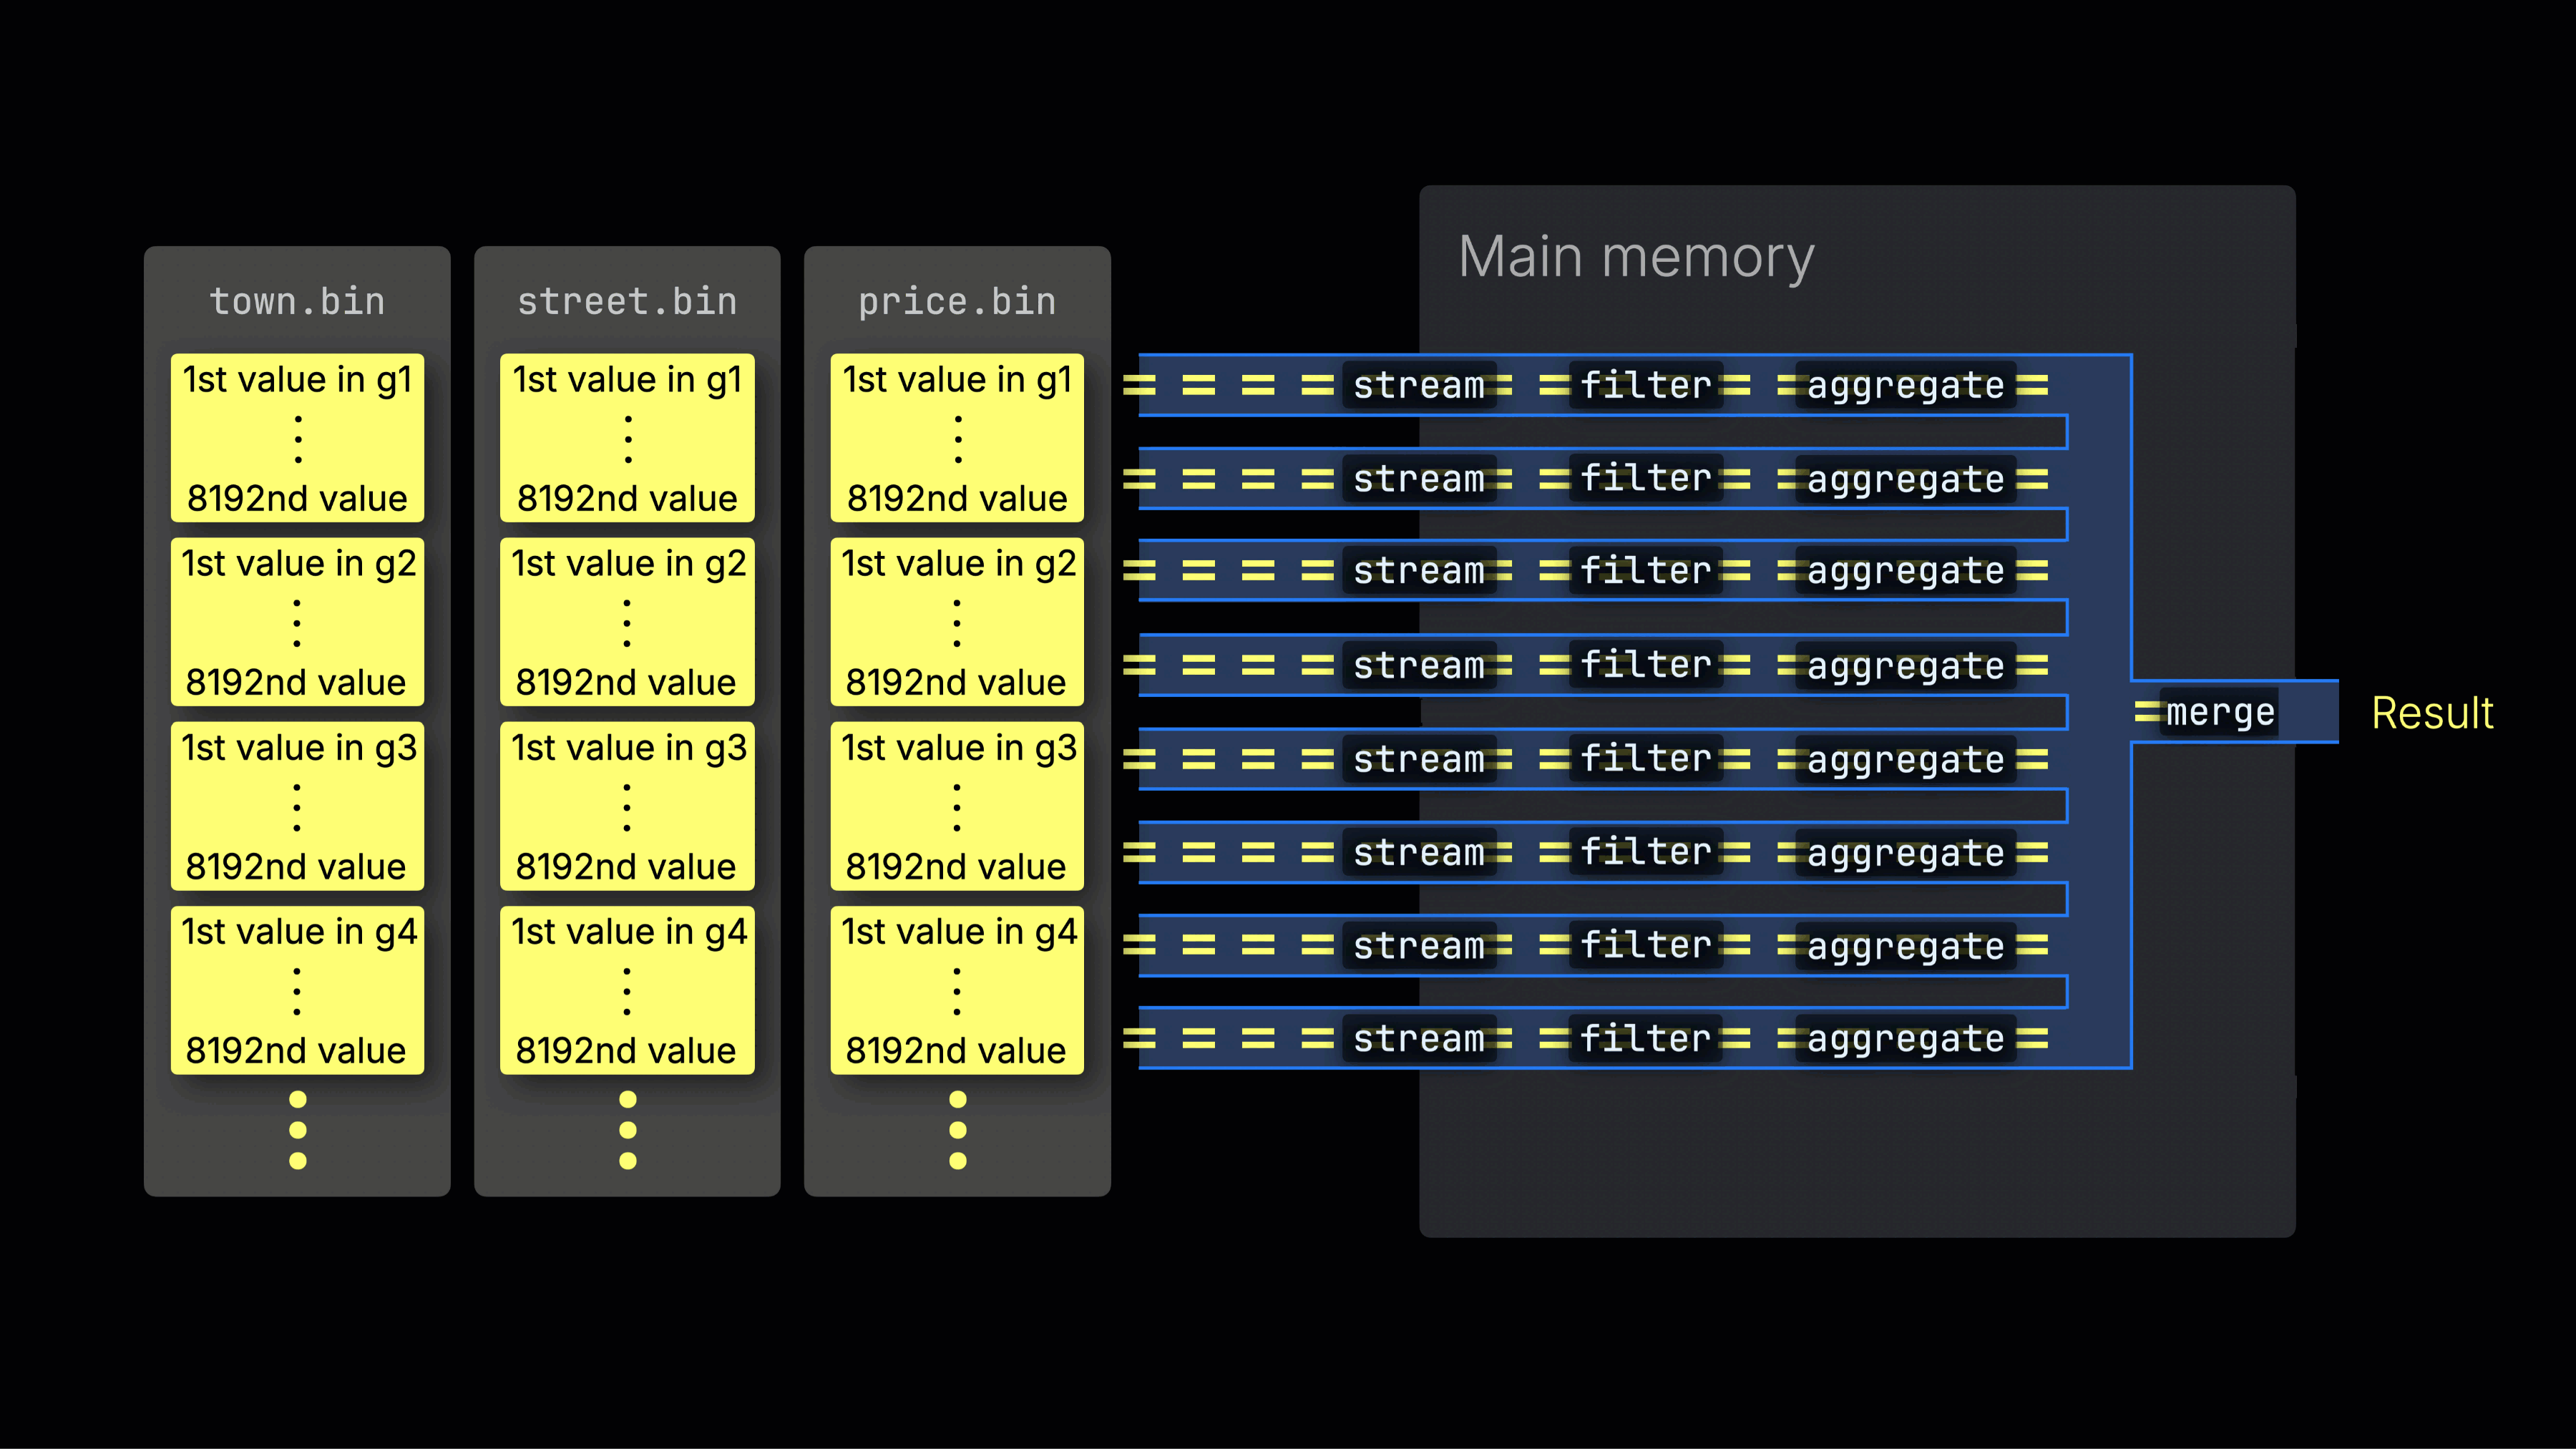 Main memory
town.bin
1st value in g1
8192nd value
1st value in g2
8192nd value
1st value in g3
8192nd value
1st value in g4
8192nd value
street.bin
1st value in g1
8192nd value
1st value in g2
8192nd value
1st value in g3
8192nd value
1st value in g4
8192nd value
price.bin
1st value in g1
8192nd value
1st value in g2
8192nd value
1st value in g3
8192nd value
1st value in g4
8192nd value
stream filter aggregate
stream filter aggregate
stream filter aggregate
stream filter aggregate
stream filter aggregate
stream filter aggregate
stream filter aggregate
stream filter aggregate
merge
Result